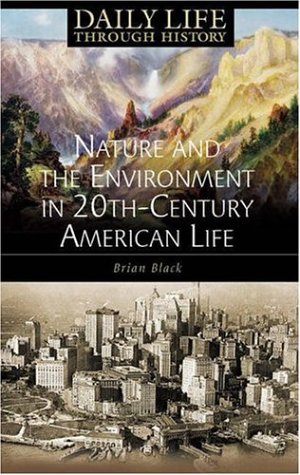 DAILY LIFE
THROUGH HISTORY
NATURE AND
THE ENVIRONMENT
IN 20TH-CENTURY
AMERICAN LIFE
Brian Black